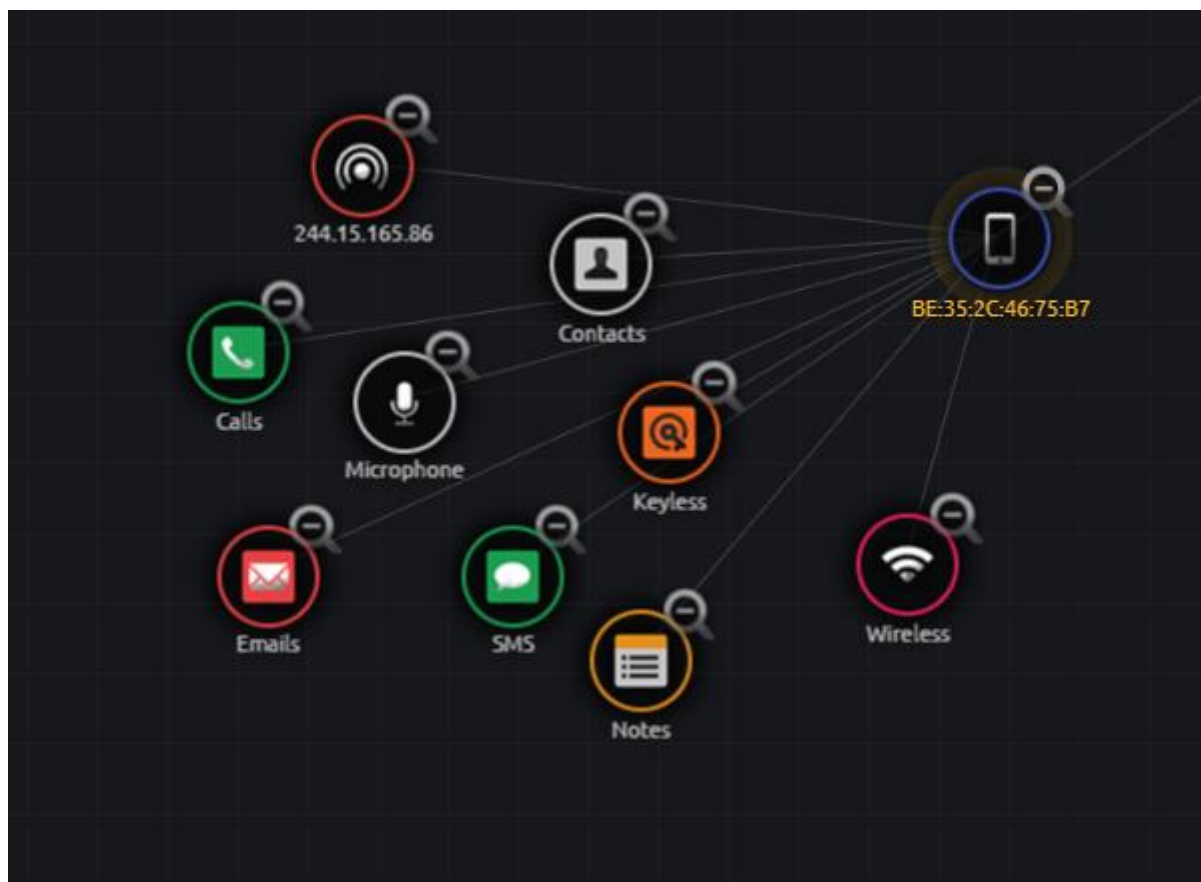 244.15.165.86
Contacts
BE:35:2C:46:75:B7
Calls
Microphone
Keyless
Emails
SMS
Wireless
Notes